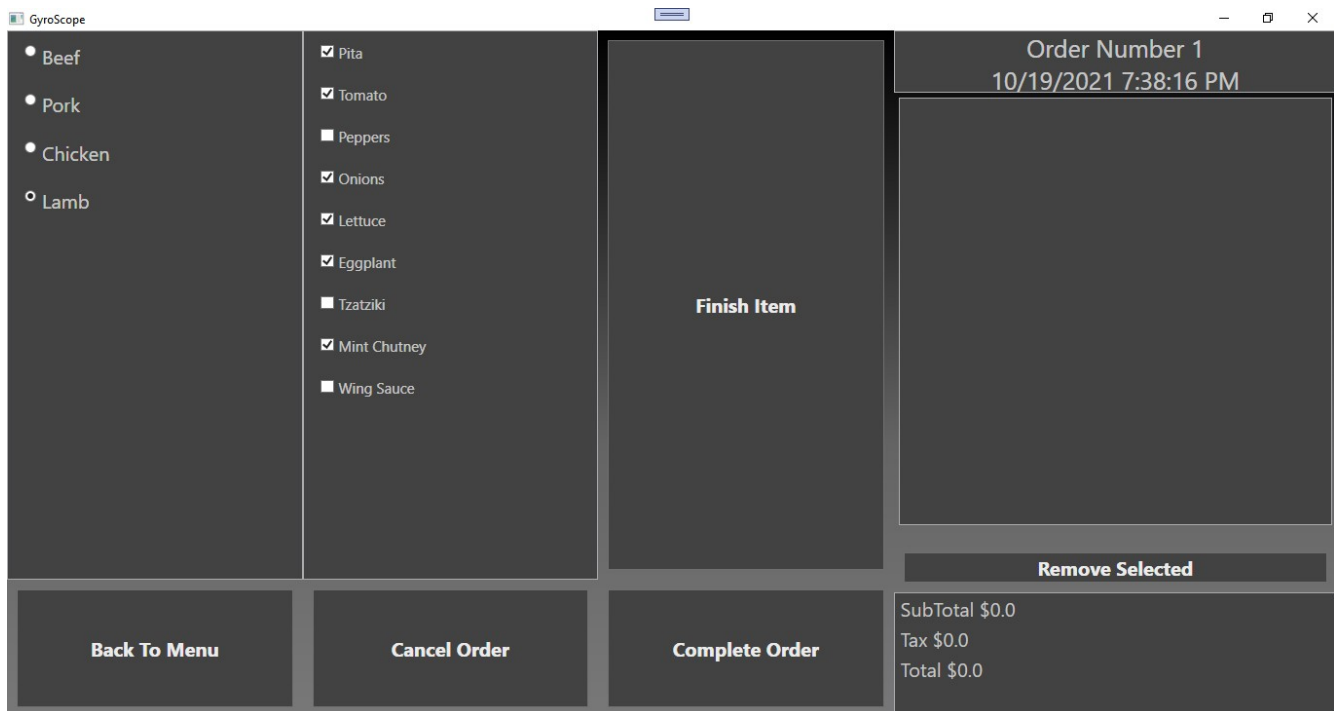 GyroScope
Beef
Pork
Chicken
Lamb
Pita
Tomato
Peppers
Onions
Lettuce
Eggplant
Tzatziki
Mint Chutney
Wing Sauce
Finish Item
Order Number 1
10/19/2021 7:38:16 PM
Remove Selected
SubTotal $0.0
Tax $0.0
Total $0.0
Back To Menu
Cancel Order
Complete Order